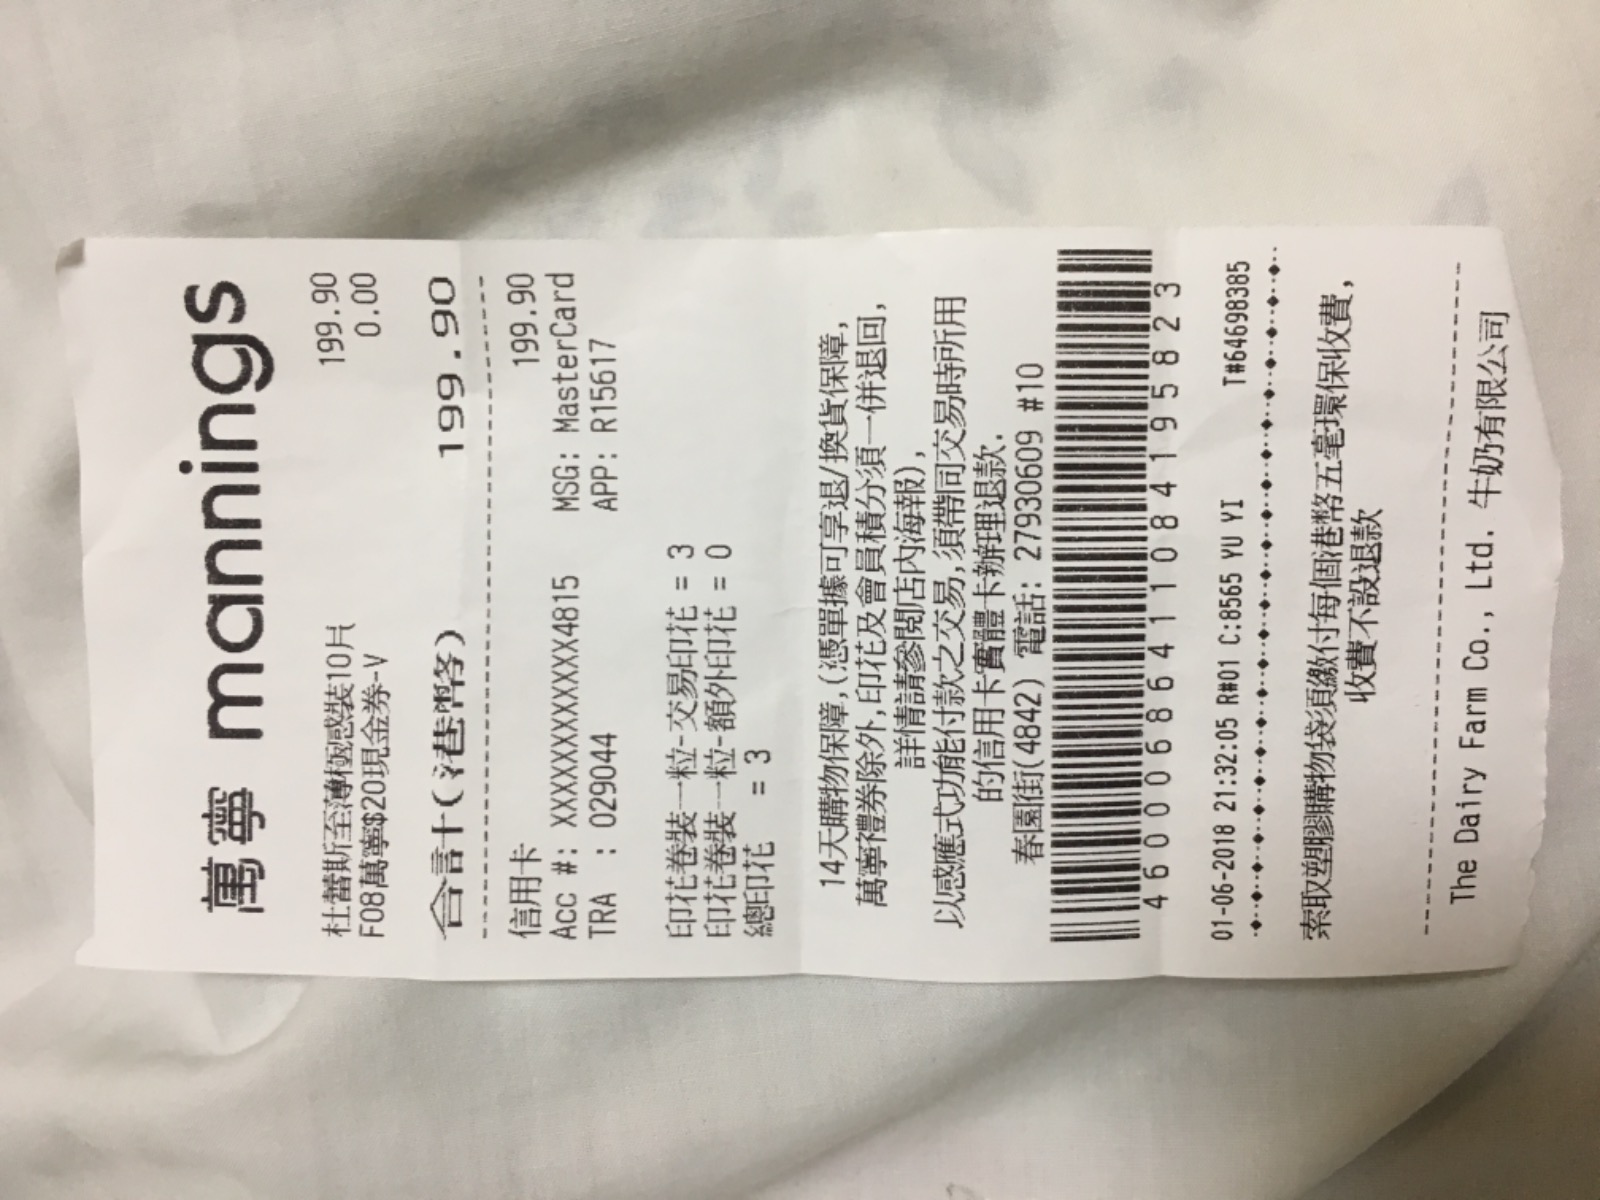 萬寧 mannings
杜蕾斯至薄極感裝10片 199.90
F08萬寧$20現金券-V 0.00
合計(港幣) 199.90
信用卡 199.90
Acc #: XXXXXXXXXXXX4815 MSG: MasterCard
TRA : 029044 APP: R15617
印花卷裝一粒-交易印花 = 3
印花卷裝一粒-額外印花 = 0
總印花 = 3
14天購物保障,(憑單據可享退/換貨保障,
萬寧禮券除外,印花及會員積分須一併退回,
詳情請參閱店內海報),
以感應式功能付款之交易,須帶同交易時所用
的信用卡實體卡辦理退款.
春園街(4842) 電話: 27930609 #10
46000686411084195823
01-06-2018 21:32:05 R#01 C:8565 YU YI T#64698385
索取塑膠購物袋須繳付每個港幣五毫環保收費,
收費不設退款
The Dairy Farm Co., Ltd. 牛奶有限公司